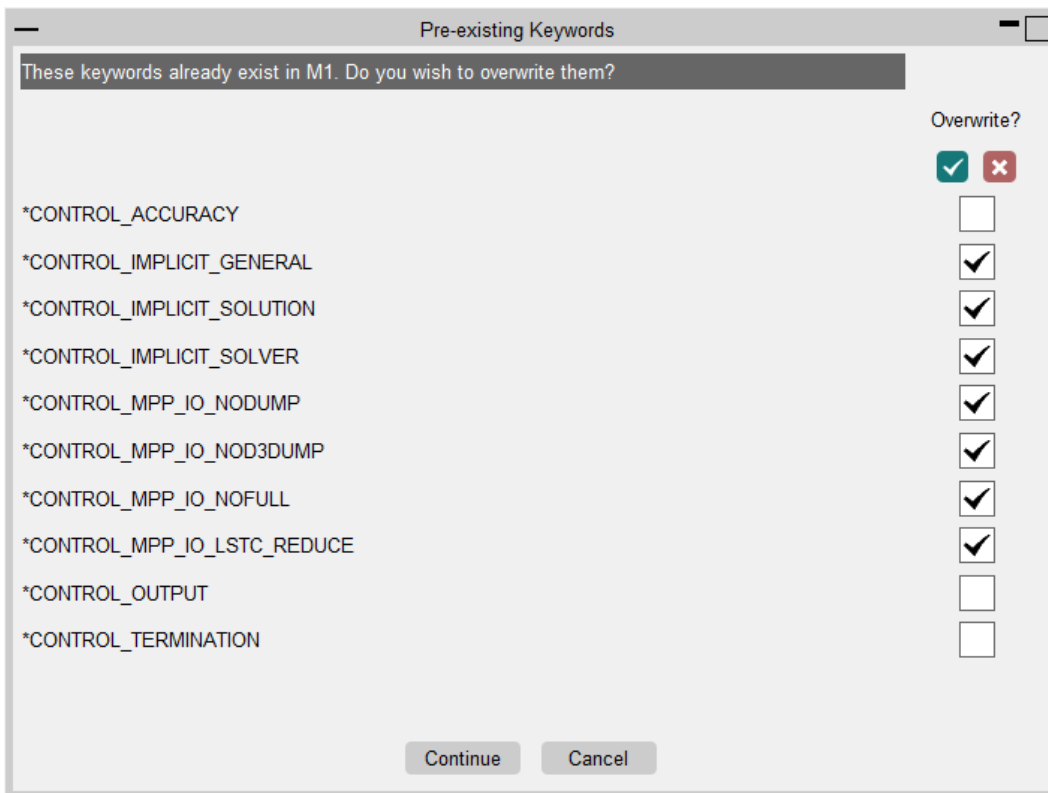 Pre-existing Keywords
These keywords already exist in M1. Do you wish to overwrite them?
Overwrite?
*CONTROL_ACCURACY
*CONTROL_IMPLICIT_GENERAL
*CONTROL_IMPLICIT_SOLUTION
*CONTROL_IMPLICIT_SOLVER
*CONTROL_MPP_IO_NODUMP
*CONTROL_MPP_IO_NOD3DUMP
*CONTROL_MPP_IO_NOFULL
*CONTROL_MPP_IO_LSTC_REDUCE
*CONTROL_OUTPUT
*CONTROL_TERMINATION
Continue Cancel